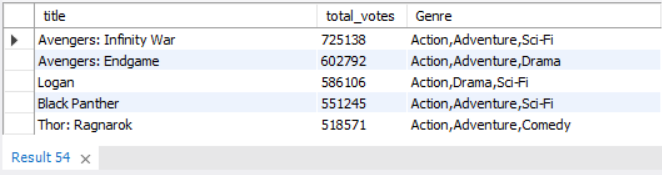 title total_votes Genre
Avengers: Infinity War 725138 Action,Adventure,Sci-Fi
Avengers: Endgame 602792 Action,Adventure,Drama
Logan 586106 Action,Drama,Sci-Fi
Black Panther 551245 Action,Adventure,Sci-Fi
Thor: Ragnarok 518571 Action,Adventure,Comedy
Result 54 ×